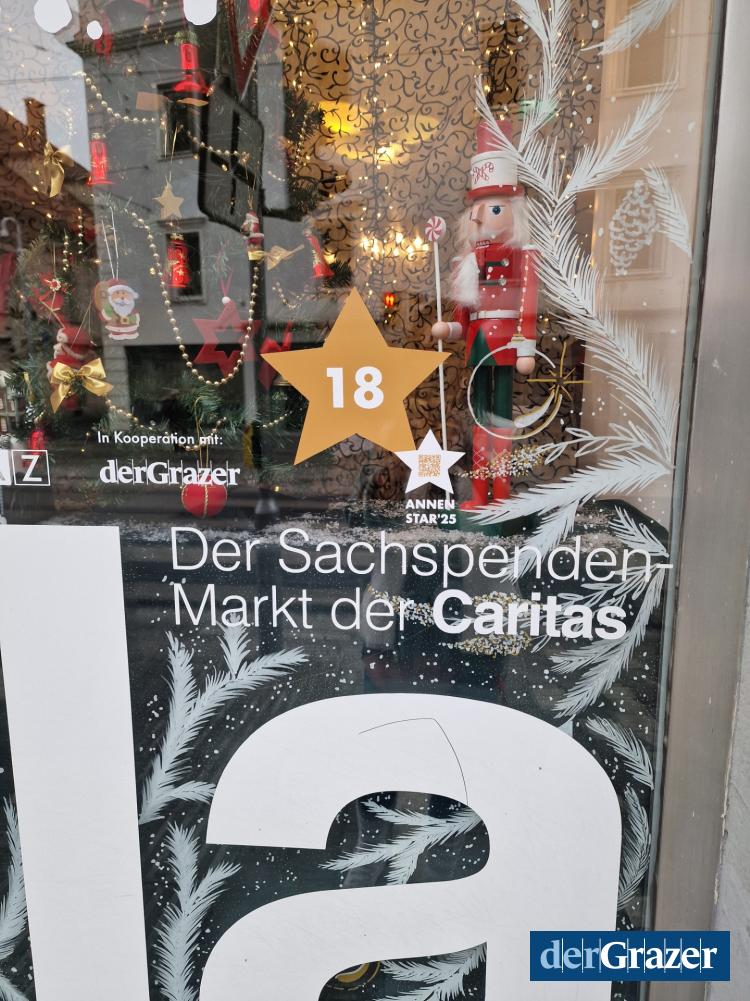 18
In Kooperation mit:
Z
derGrazer
ANNEN
STAR'25
Der Sachspenden-
Markt der Caritas
la
derGrazer